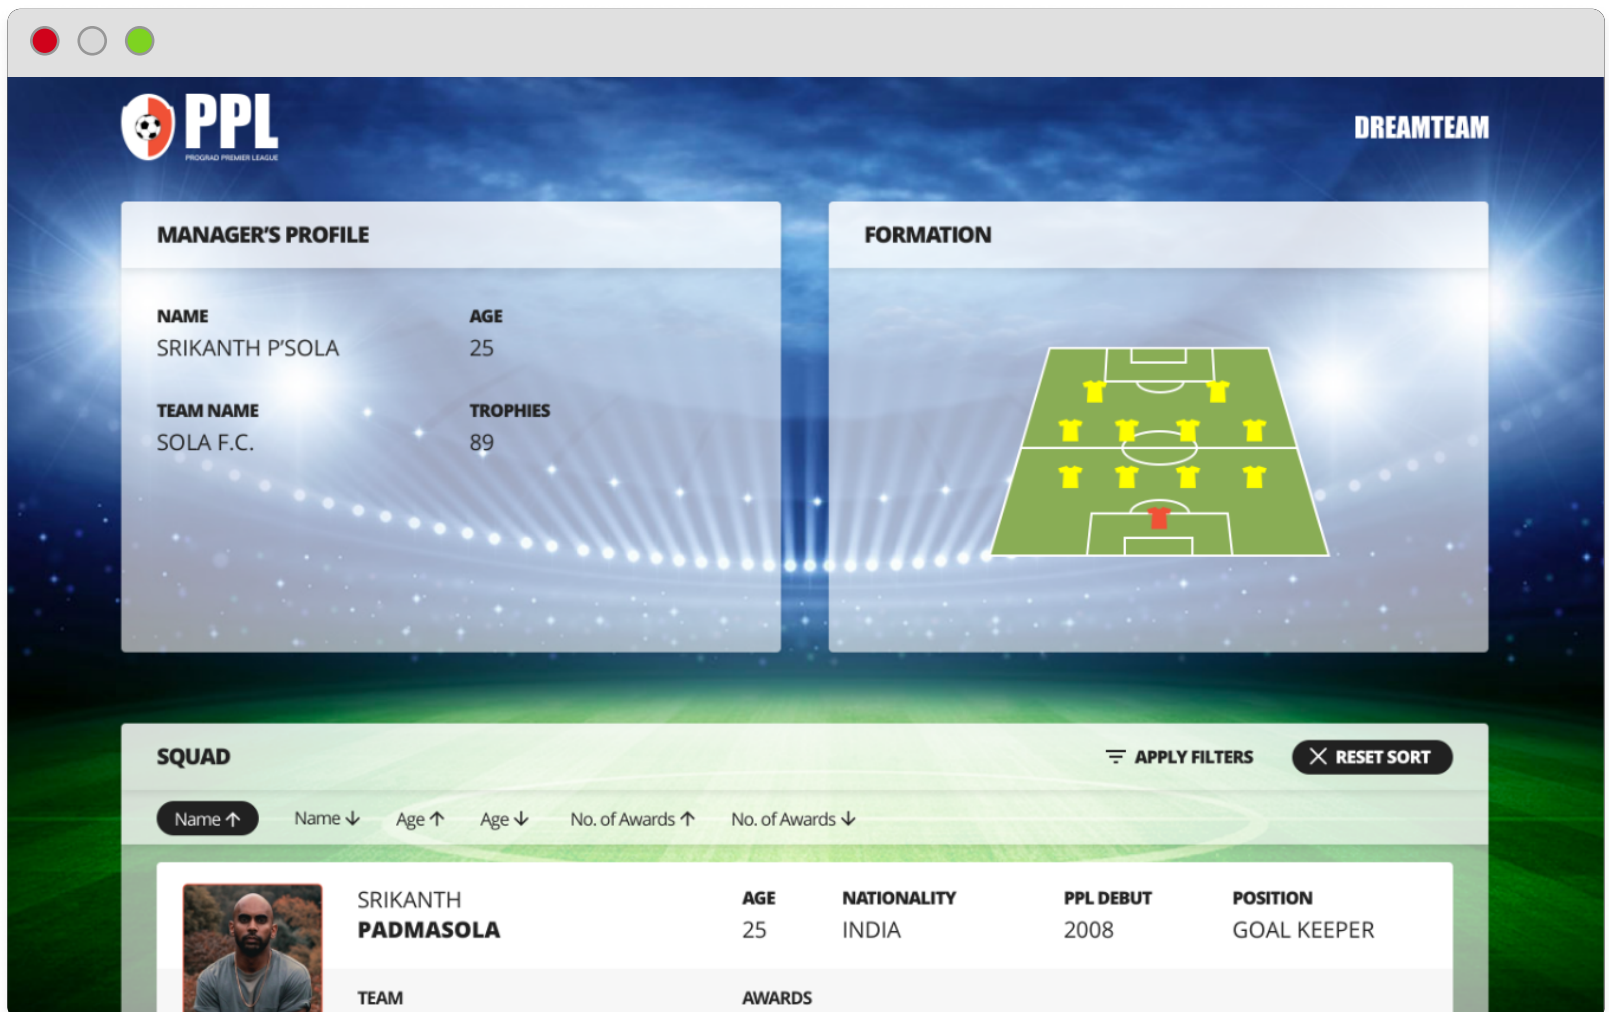 PPL
PROGRAD PREMIER LEAGUE
DREAMTEAM
MANAGER'S PROFILE
NAME
SRIKANTH P'SOLA
AGE
25
TEAM NAME
SOLA F.C.
TROPHIES
89
FORMATION
SQUAD
APPLY FILTERS
RESET SORT
Name ↑ Name ↓ Age ↑ Age ↓ No. of Awards ↑ No. of Awards ↓
SRIKANTH
PADMASOLA
AGE
25
NATIONALITY
INDIA
PPL DEBUT
2008
POSITION
GOAL KEEPER
TEAM
AWARDS